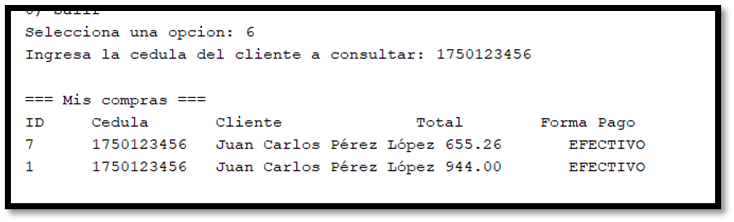 Selecciona una opcion: 6
Ingresa la cedula del cliente a consultar: 1750123456
=== Mis compras ===
ID Cedula Cliente Total Forma Pago
7 1750123456 Juan Carlos Pérez López 655.26 EFECTIVO
1 1750123456 Juan Carlos Pérez López 944.00 EFECTIVO